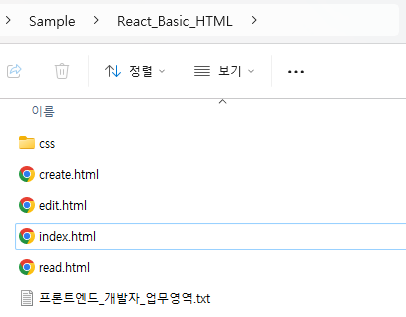 Sample > React_Basic_HTML >
정렬 보기 ...
이름
css
create.html
edit.html
index.html
read.html
프론트엔드_개발자_업무영역.txt